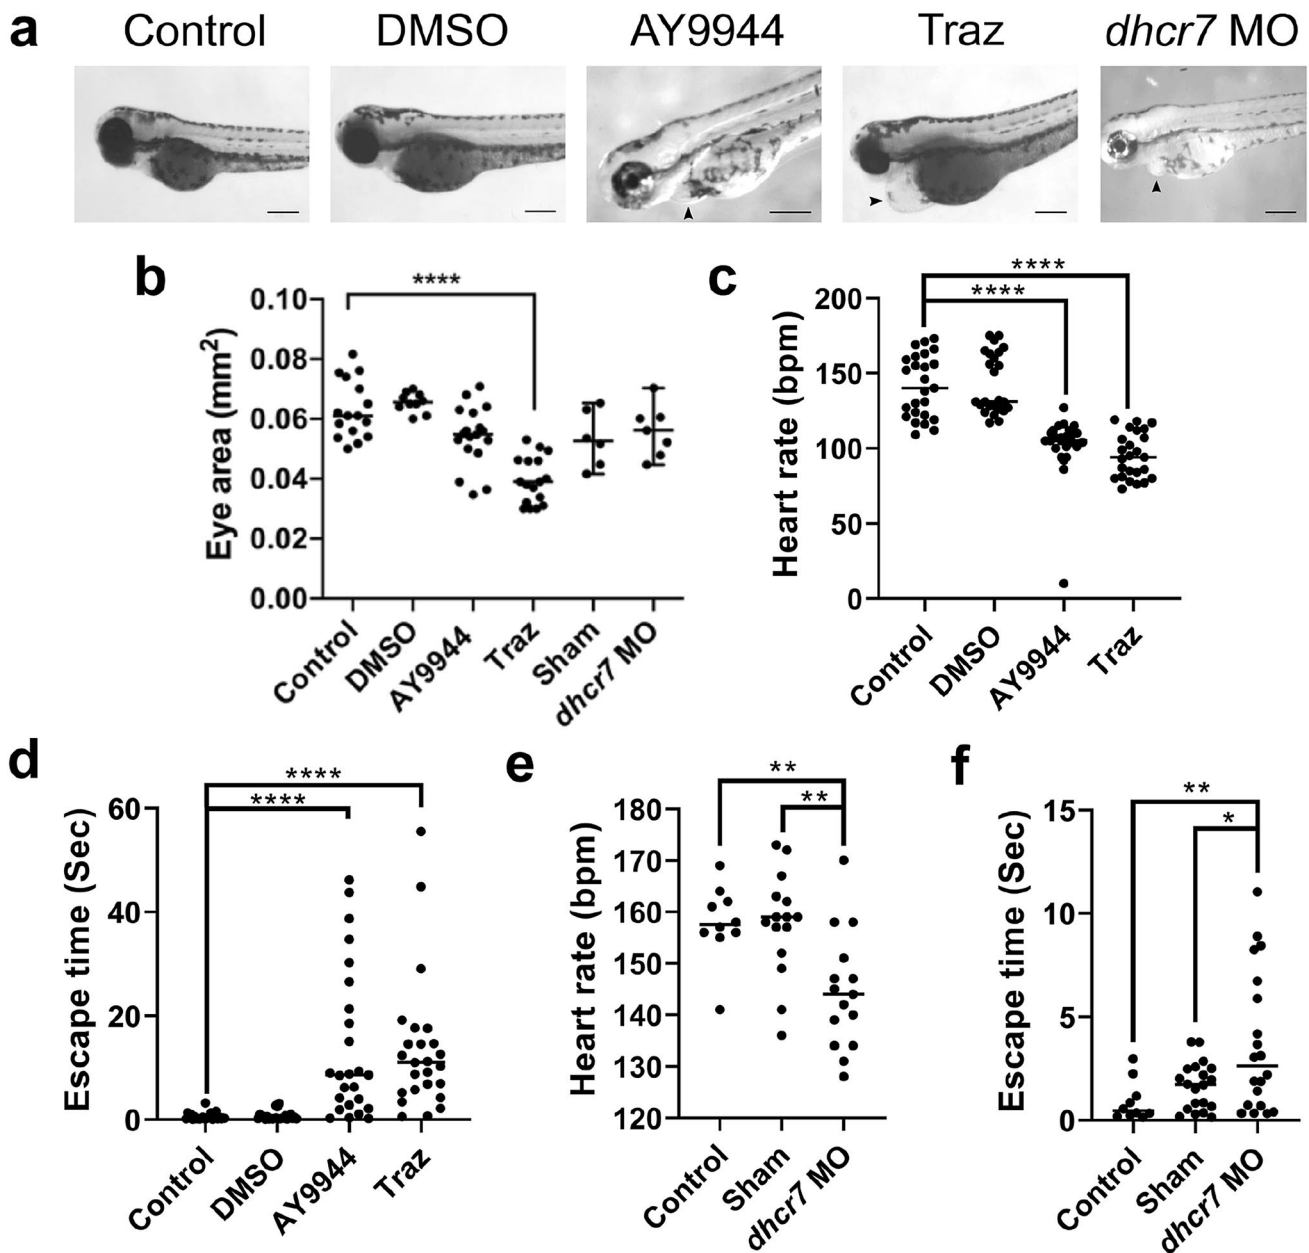 a Control DMSO AY9944 Traz dhcr7 MO
b
****
Eye area (mm²)
0.10
0.08
0.06
0.04
0.02
0.00
Control DMSO AY9944 Traz Sham dhcr7 MO
c
****
****
Heart rate (bpm)
200
150
100
50
0
Control DMSO AY9944 Traz
d
****
****
Escape time (Sec)
60
40
20
0
Control DMSO AY9944 Traz
e
**
**
Heart rate (bpm)
180
170
160
150
140
130
120
Control Sham dhcr7 MO
f
**
*
Escape time (Sec)
15
10
5
0
Control Sham dhcr7 MO